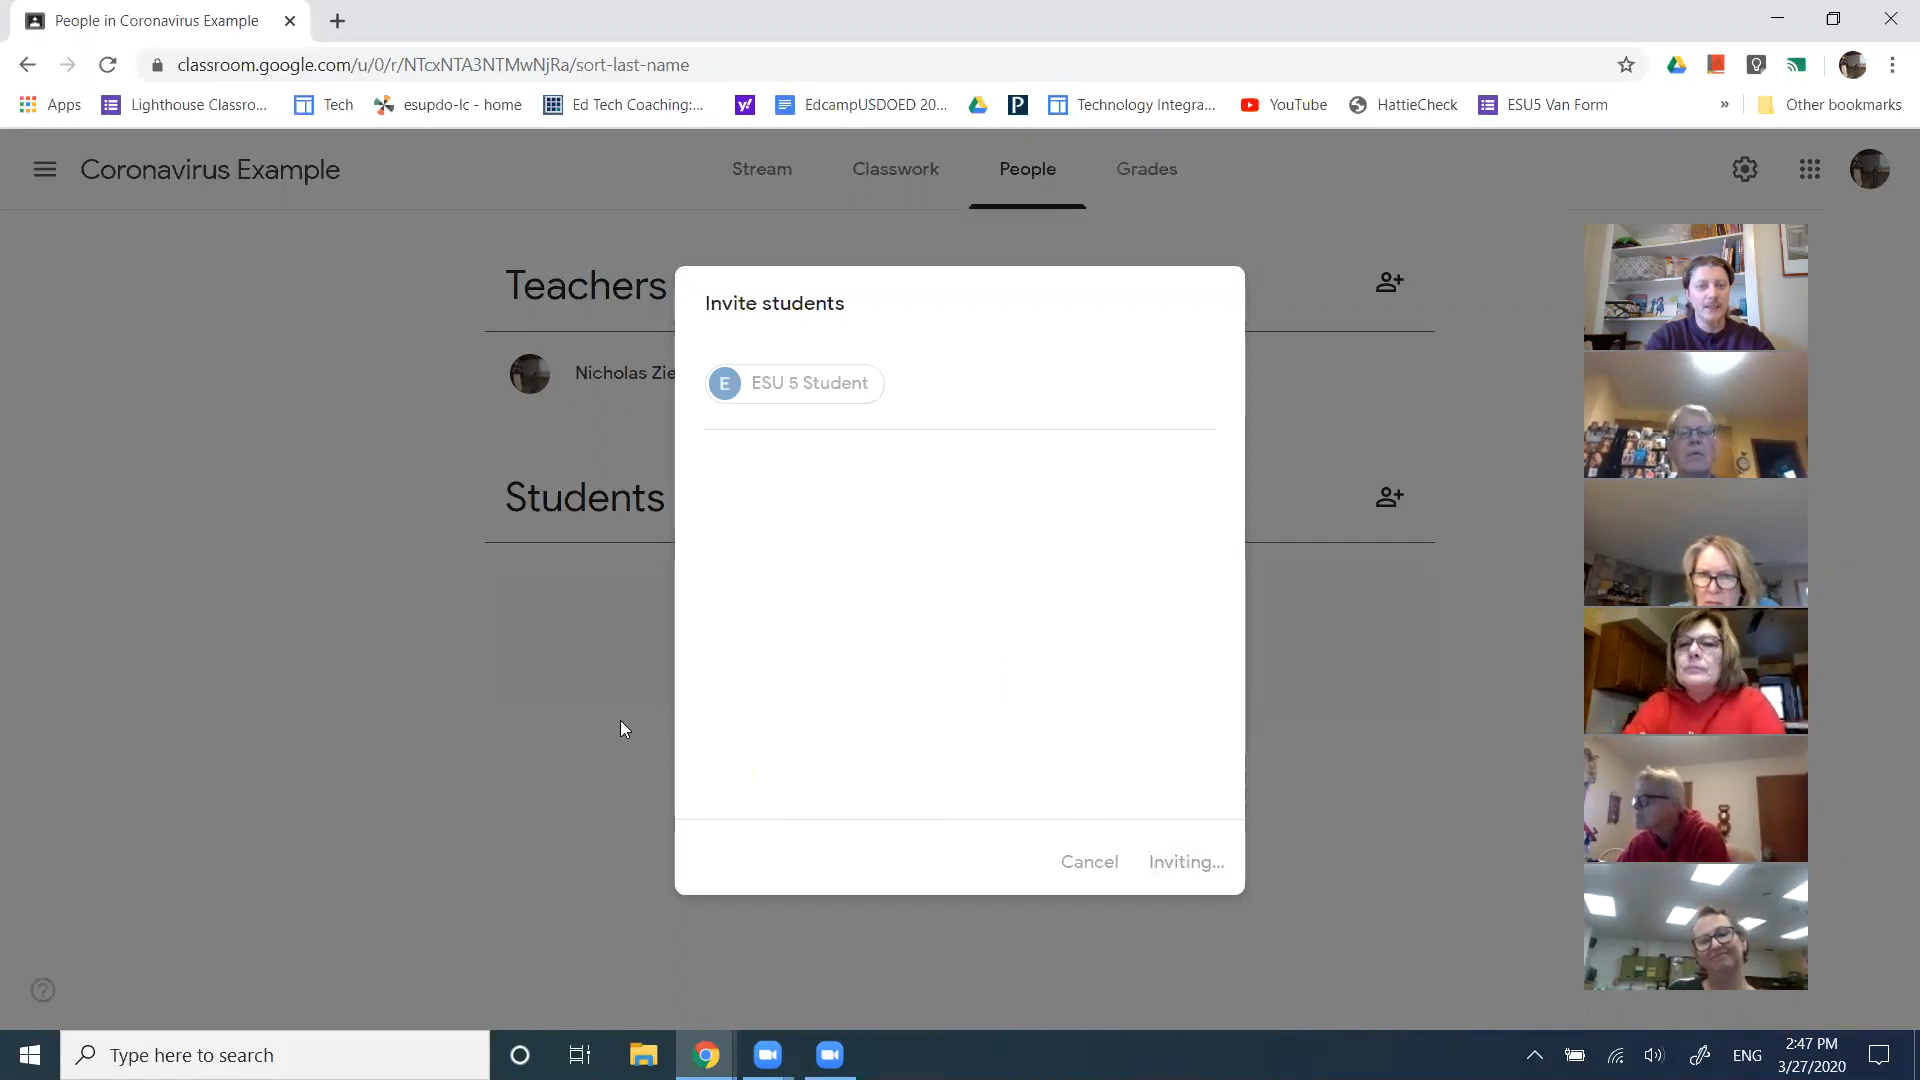 People in Coronavirus Example
classroom.google.com/u/0/r/NTcxNTA3NTMwNjRa/sort-last-name
Apps Lighthouse Classro... Tech esupdo-lc - home Ed Tech Coaching:... y! EdcampUSDOED 20... P Technology Integra... YouTube HattieCheck ESU5 Van Form » Other bookmarks
Coronavirus Example Stream Classwork People Grades
Teachers
Invite students
Nicholas Zie
E ESU 5 Student
Students
Cancel Inviting...
Type here to search
ENG
2:47 PM
3/27/2020